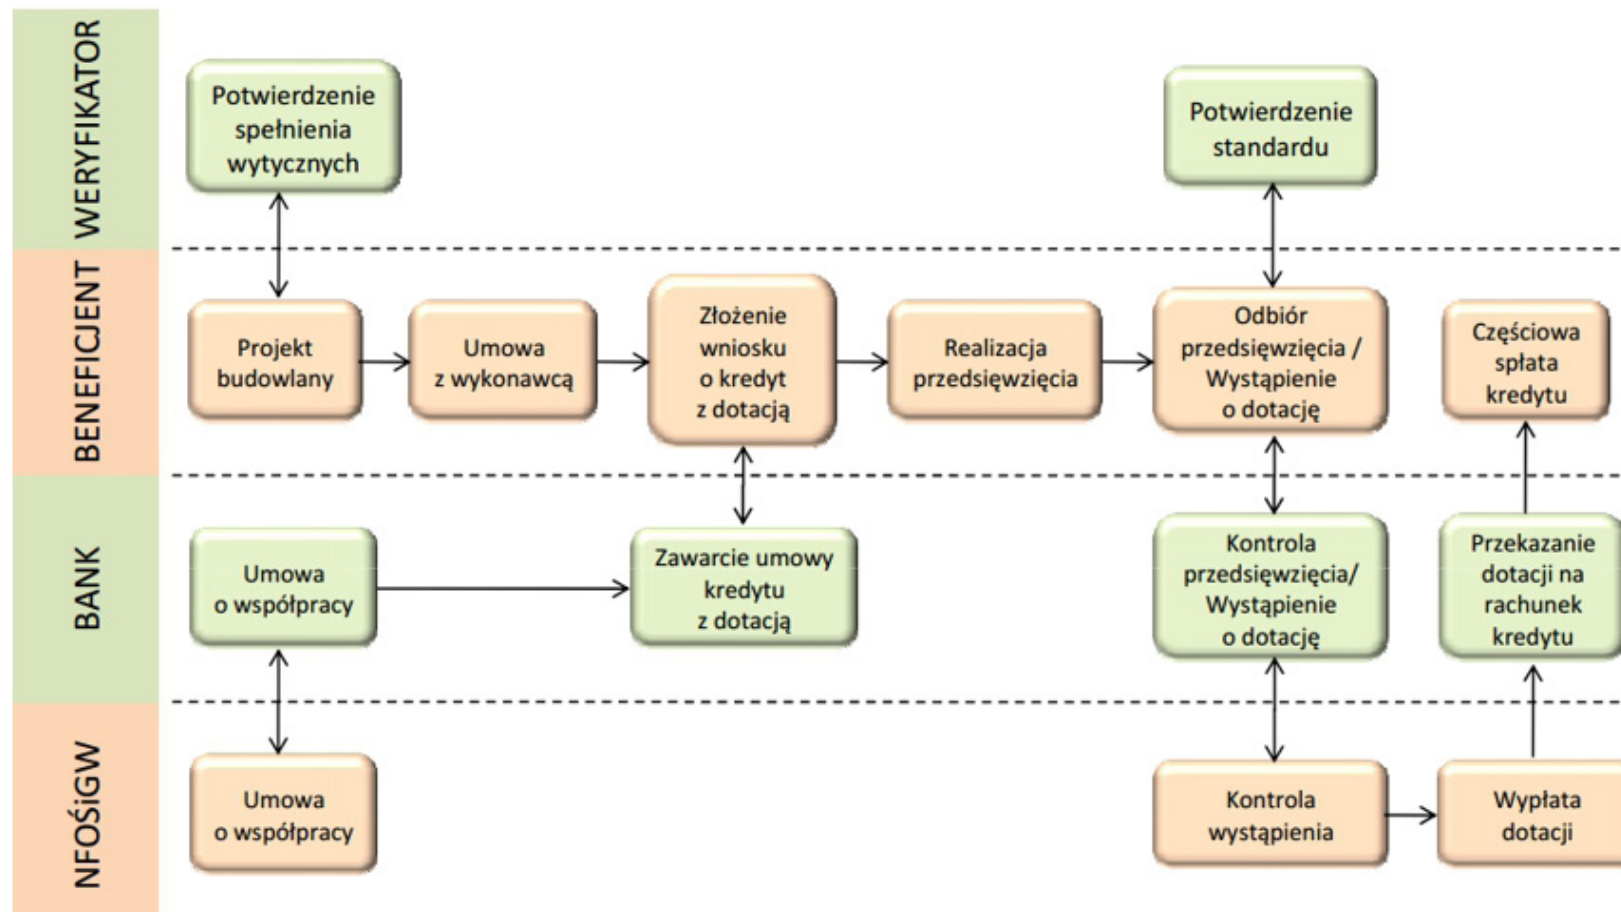 WERYFIKATOR
Potwierdzenie
spełnienia
wytycznych
Potwierdzenie
standardu
BENEFICJENT
Projekt
budowlany
Umowa
z wykonawcą
Złożenie
wniosku
o kredyt
z dotacją
Realizacja
przedsięwzięcia
Odbiór
przedsięwzięcia /
Wystąpienie
o dotację
Częściowa
spłata
kredytu
BANK
Umowa
o współpracy
Zawarcie umowy
kredytu
z dotacją
Kontrola
przedsięwzięcia/
Wystąpienie
o dotację
Przekazanie
dotacji na
rachunek
kredytu
NFOŚiGW
Umowa
o współpracy
Kontrola
wystąpienia
Wypłata
dotacji